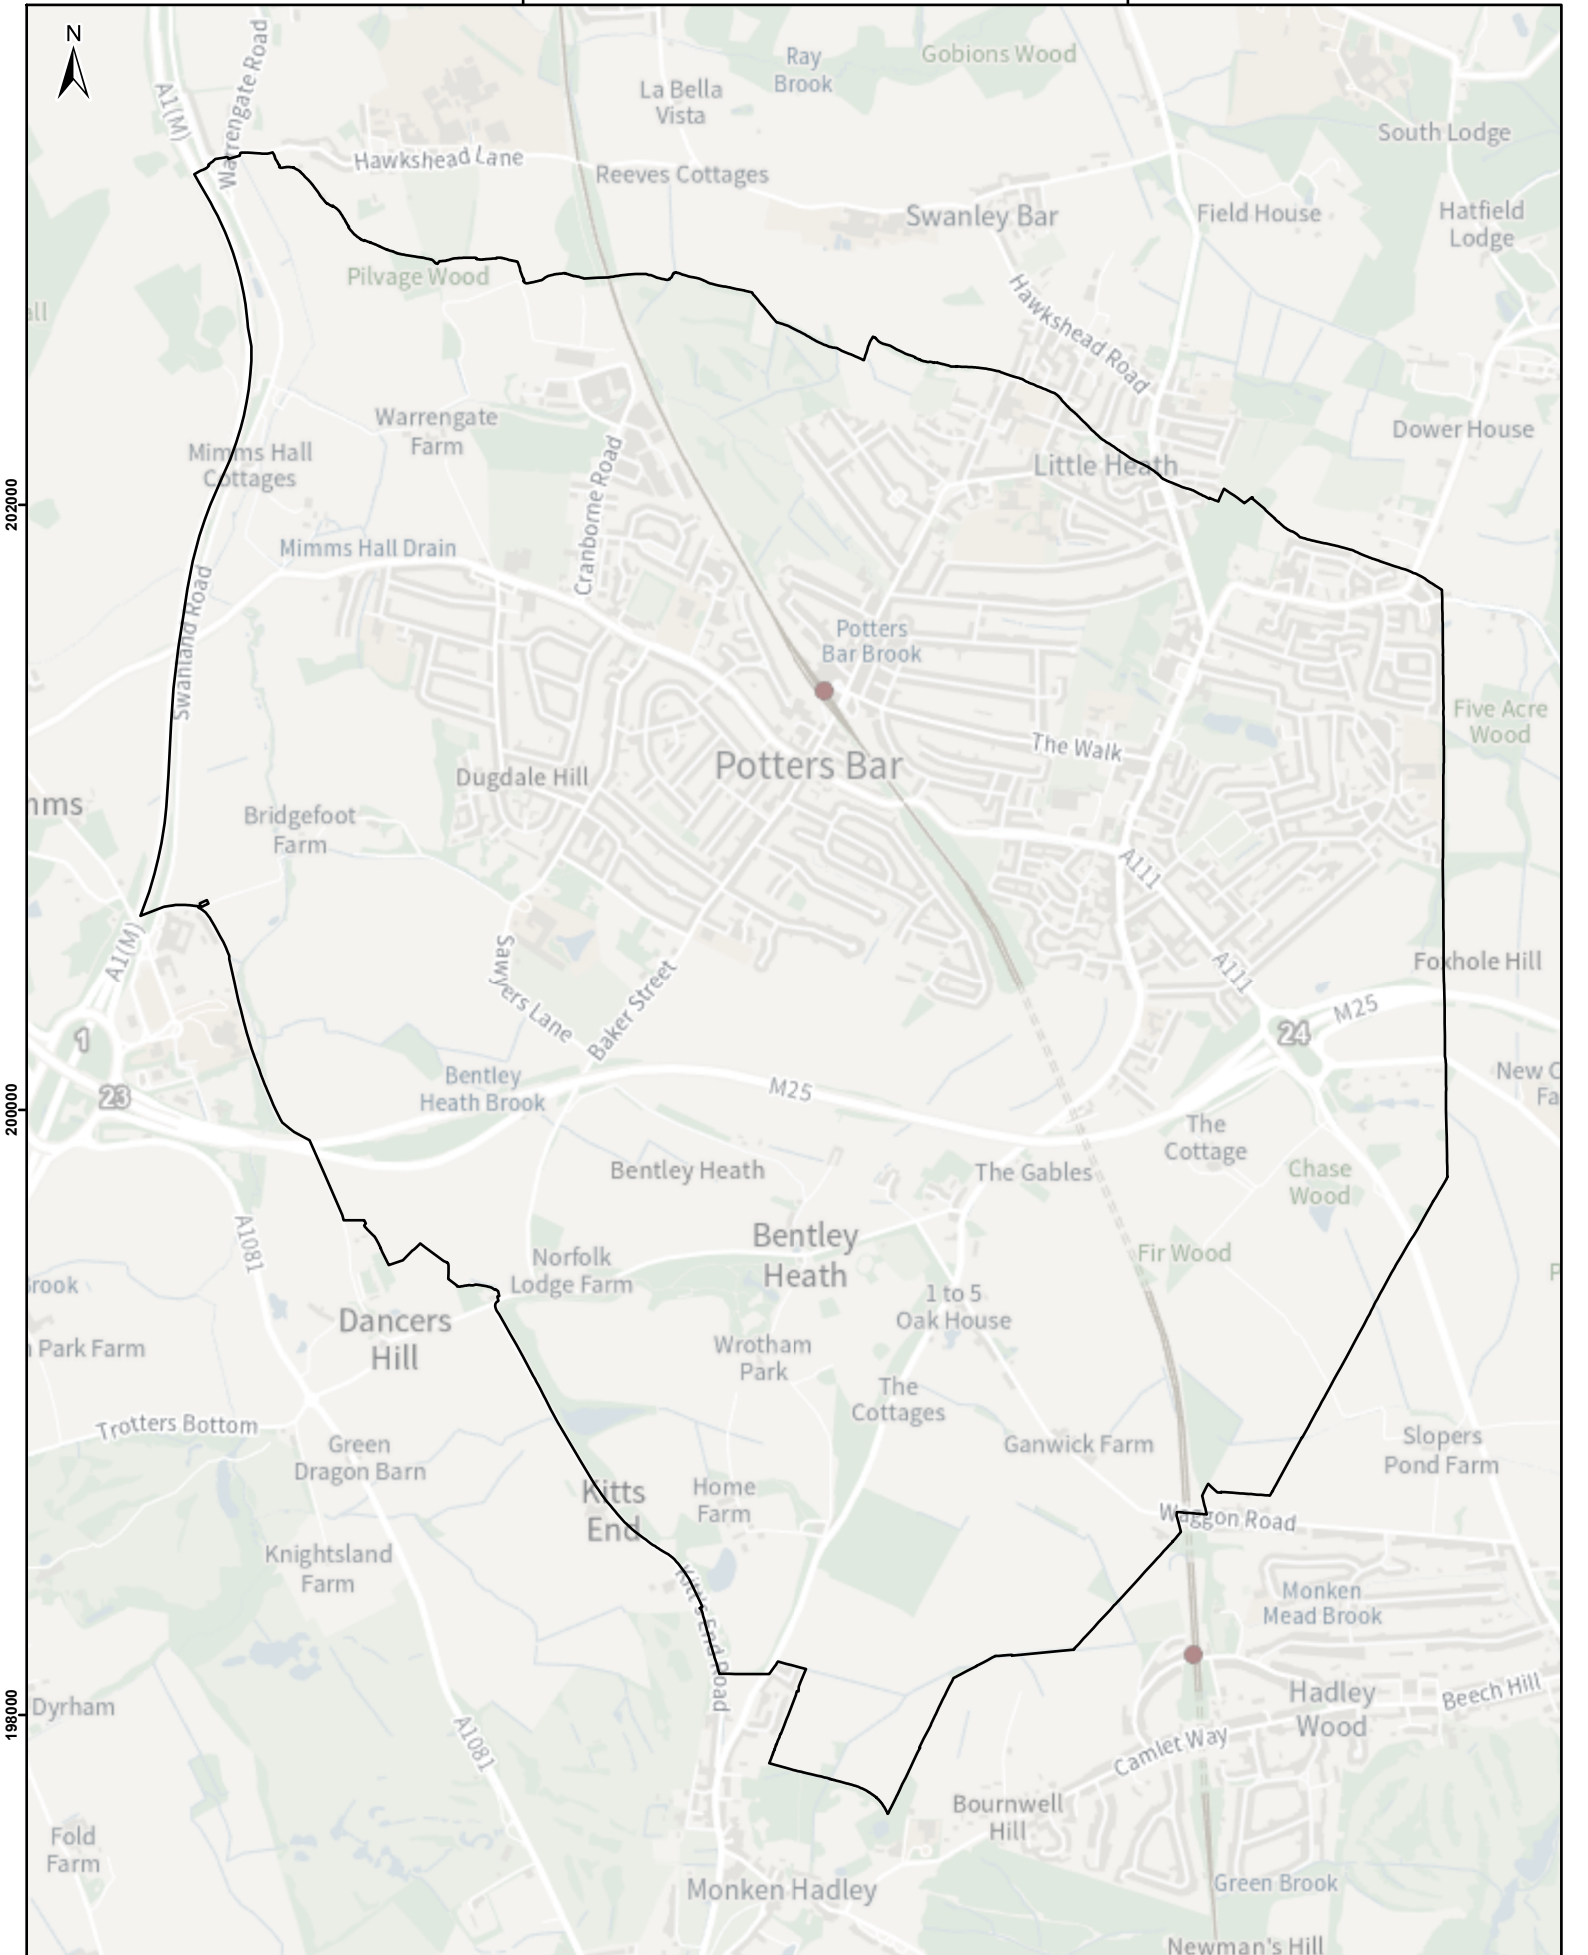 N
A1(M)
Warrengate Road
Ray
Brook
Gobions Wood
La Bella
Vista
South Lodge
Hawkshead Lane
Reeves Cottages
Swanley Bar
Field House
Hatfield
Lodge
Pilvage Wood
Hawkshead Road
Warrengate
Farm
Dower House
Mimms Hall
Cottages
Little Heath
Cranborne Road
202000
Mimms Hall Drain
Swanland Road
Potters
Bar Brook
Five Acre
Wood
The Walk
Potters Bar
Dugdale Hill
mms
Bridgefoot
Farm
A111
A1(M)
Sawyers Lane
Baker Street
A111
Foxhole Hill
M25
24
1
23
Bentley
Heath Brook
M25
New C
Fa
200000
The
Cottage
Bentley Heath
The Gables
Chase
Wood
A1081
Bentley
Heath
Fir Wood
Norfolk
Lodge Farm
rook
1 to 5
Oak House
Dancers
Hill
Park Farm
Wrotham
Park
The
Cottages
Trotters Bottom
Green
Dragon Barn
Ganwick Farm
Slopers
Pond Farm
Kitts
End
Home
Farm
Waggon Road
Knightsland
Farm
Kitts End Road
Monken
Mead Brook
198000
Dyrham
A1081
Hadley
Wood
Beech Hill
Camlet Way
Bournwell
Hill
Fold
Farm
Monken Hadley
Green Brook
Newman's Hill